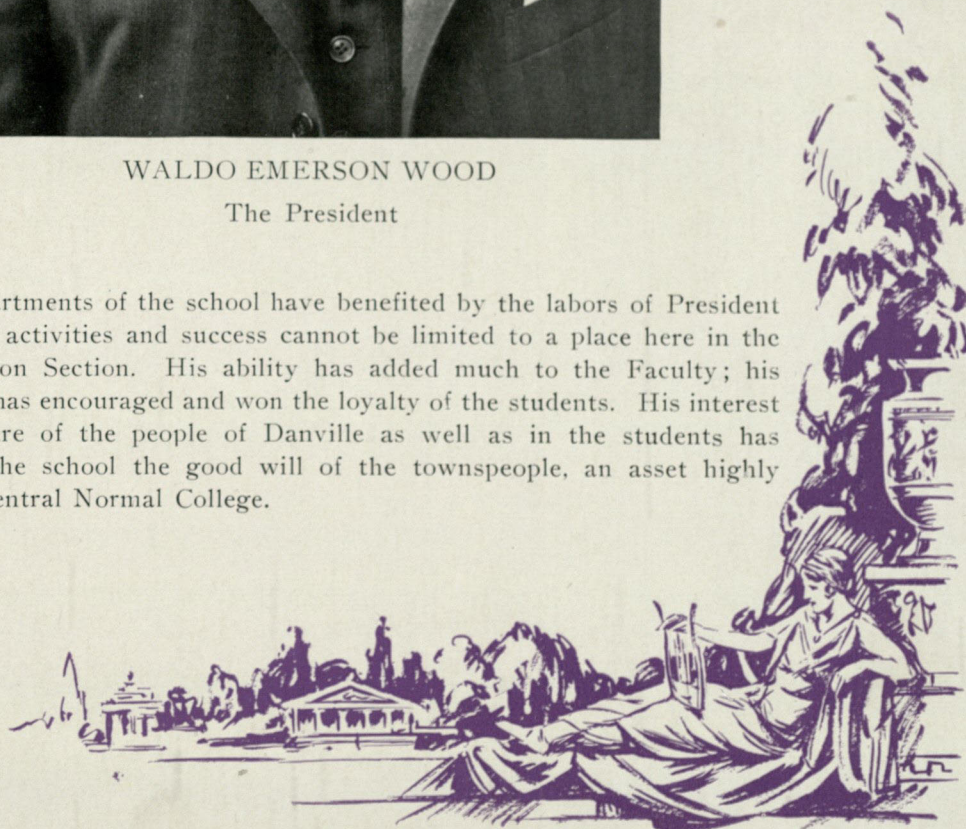 WALDO EMERSON WOOD
The President
rtments of the school have benefited by the labors of President
activities and success cannot be limited to a place here in the
on Section. His ability has added much to the Faculty; his
has encouraged and won the loyalty of the students. His interest
re of the people of Danville as well as in the students has
he school the good will of the townspeople, an asset highly
entral Normal College.